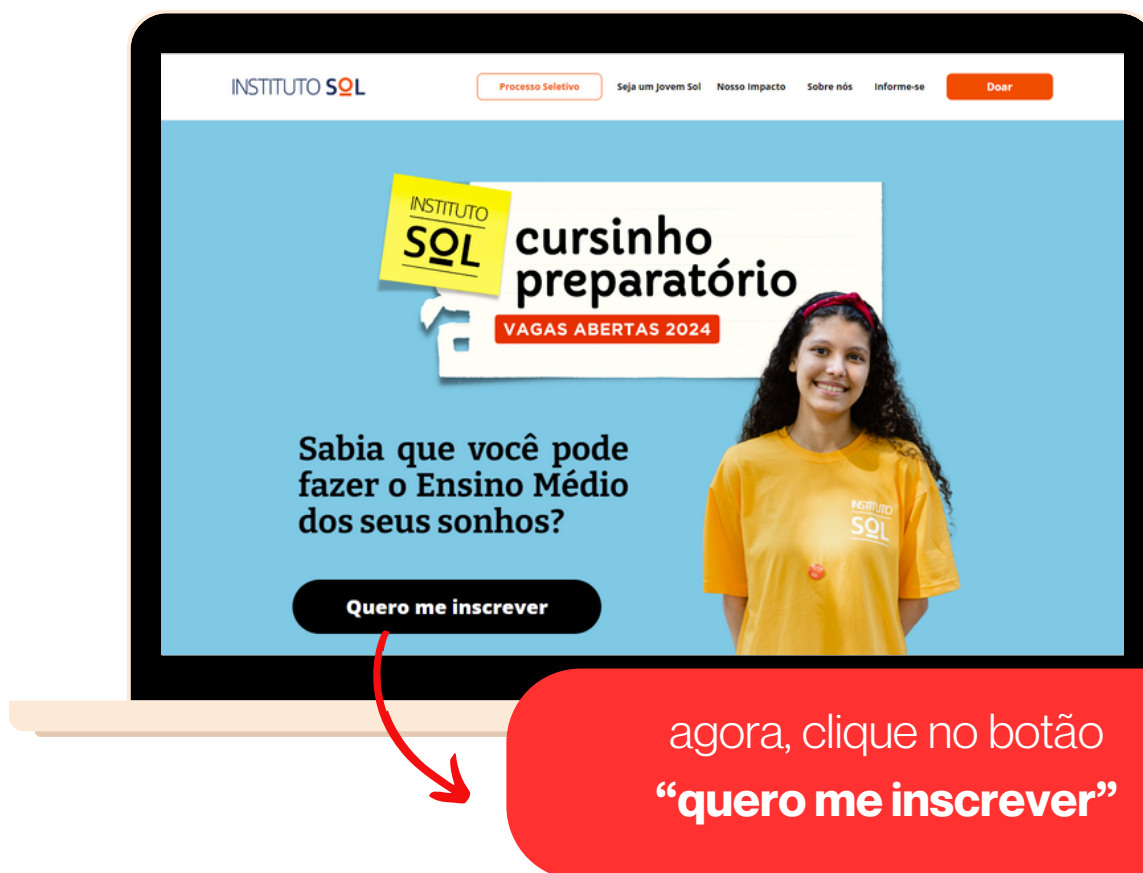 INSTITUTO SOL
Processo Seletivo
Seja um Jovem Sol
Nosso Impacto
Sobre nós
Informe-se
Doar
INSTITUTO
SOL
cursinho
preparatório
VAGAS ABERTAS 2024
Sabia que você pode
fazer o Ensino Médio
dos seus sonhos?
INSTITUTO
SOL
Quero me inscrever
agora, clique no botão
“quero me inscrever”